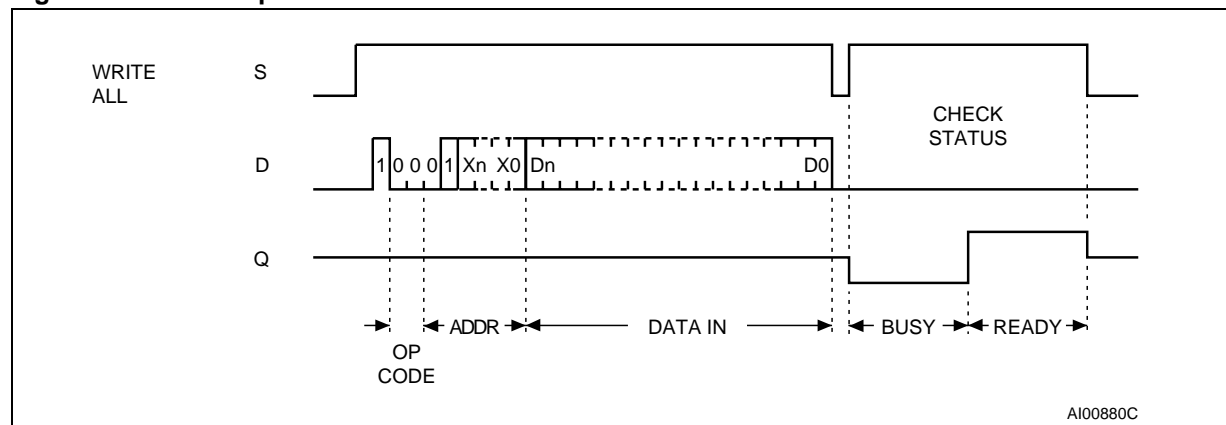 WRITE
ALL
S
CHECK
STATUS
D
1 0 0 0 1 Xn X0 Dn D0
Q
ADDR DATA IN BUSY READY
OP
CODE
AI00880C